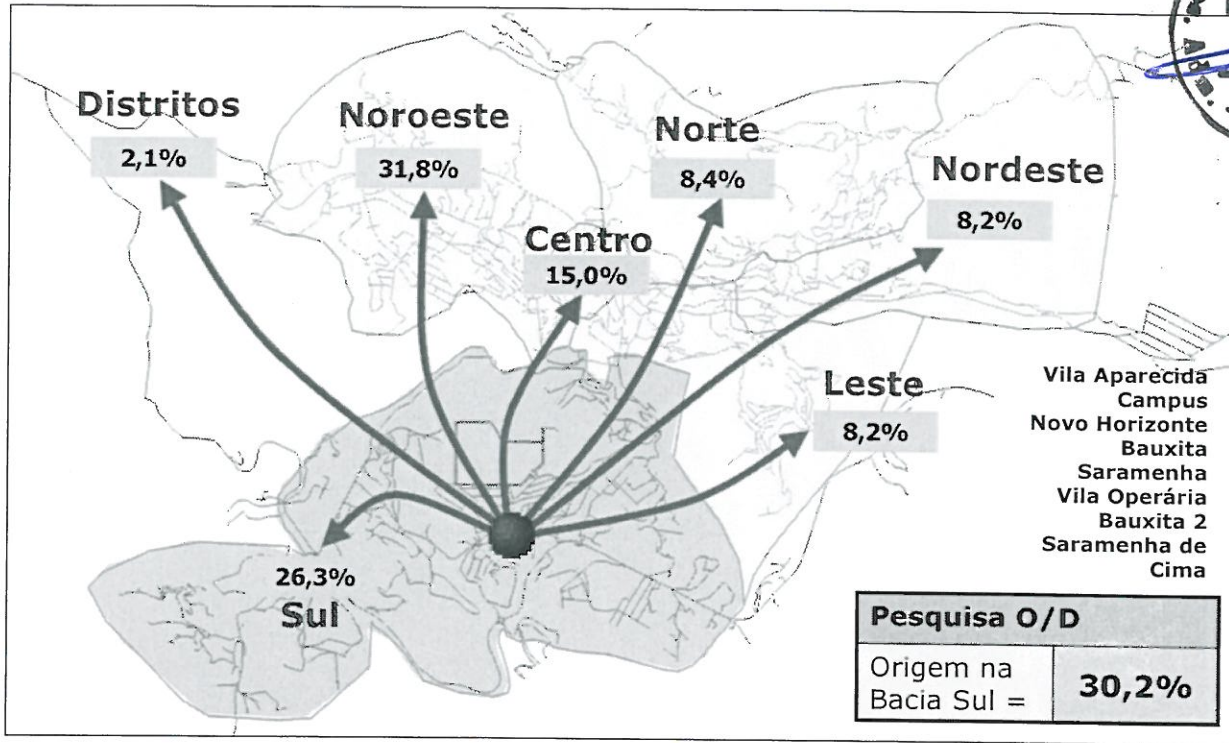 Distritos
2,1%
Noroeste
31,8%
Norte
8,4%
Nordeste
8,2%
Centro
15,0%
Leste
8,2%
26,3%
Sul
Vila Aparecida
Campus
Novo Horizonte
Bauxita
Saramenha
Vila Operária
Bauxita 2
Saramenha de
Cima
Pesquisa O/D
Origem na
Bacia Sul =
30,2%